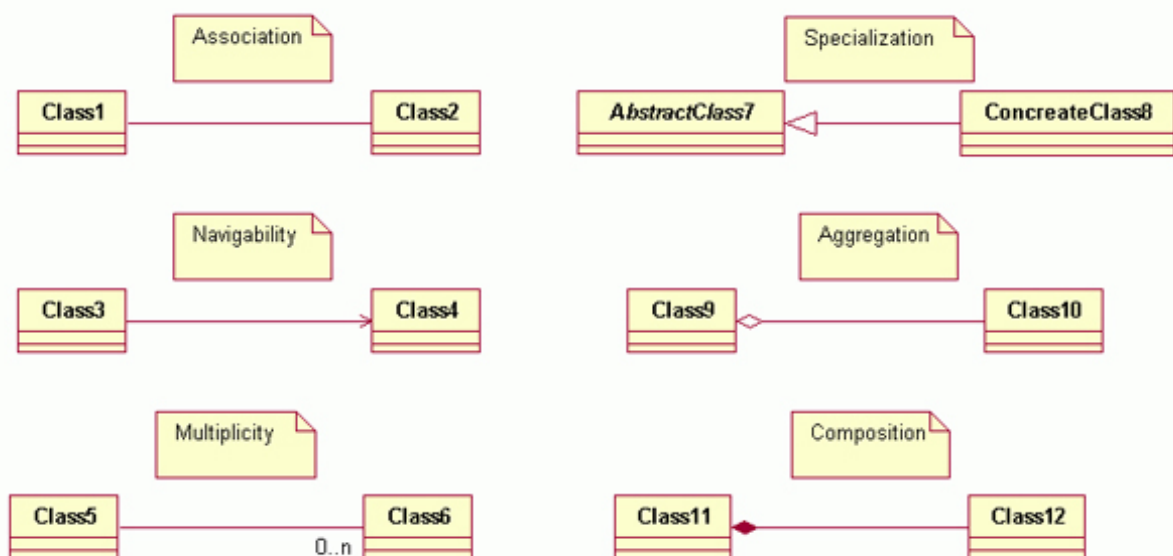 Association
Specialization
Class1
Class2
AbstractClass7
ConcreateClass8
Navigability
Aggregation
Class3
Class4
Class9
Class10
Multiplicity
Composition
Class5
Class6
Class11
Class12
0..n